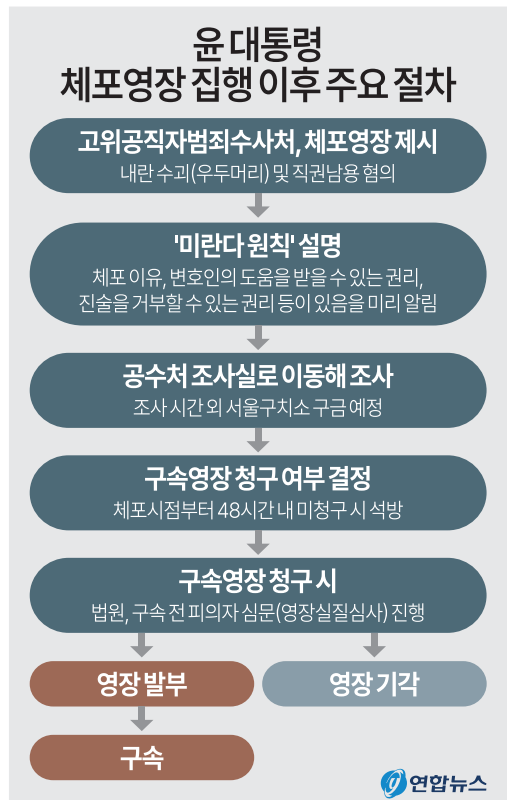 윤 대통령
체포영장 집행 이후 주요 절차
고위공직자범죄수사처, 체포영장 제시
내란 수괴(우두머리) 및 직권남용 혐의
'미란다 원칙' 설명
체포 이유, 변호인의 도움을 받을 수 있는 권리,
진술을 거부할 수 있는 권리 등이 있음을 미리 알림
공수처 조사실로 이동해 조사
조사 시간 외 서울구치소 구금 예정
구속영장 청구 여부 결정
체포시점부터 48시간 내 미청구 시 석방
구속영장 청구 시
법원, 구속 전 피의자 심문(영장실질심사) 진행
영장 발부
영장 기각
구속
연합뉴스